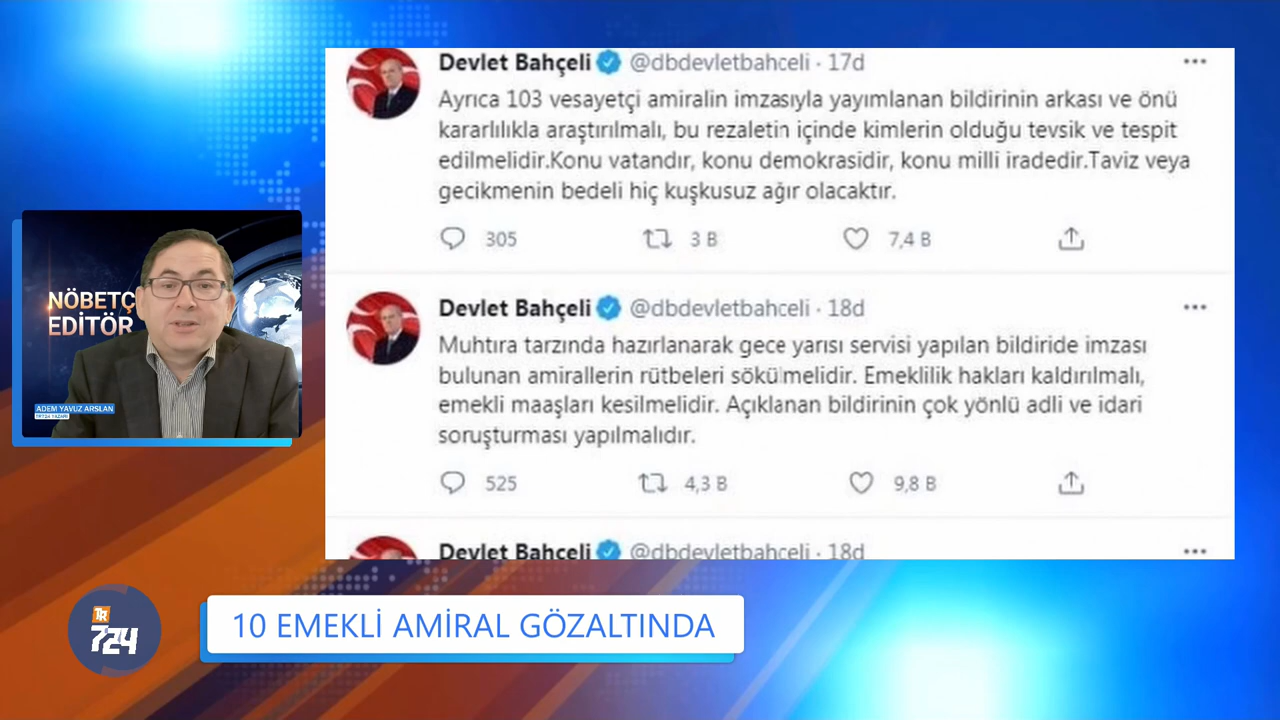 Devlet Bahçeli @dbdevletbahceli · 17d
Ayrıca 103 vesayetçi amiralin imzasıyla yayımlanan bildirinin arkası ve önü
kararlılıkla araştırılmalı, bu rezaletin içinde kimlerin olduğu tevsik ve tespit
edilmelidir.Konu vatandır, konu demokrasidir, konu milli iradedir.Taviz veya
gecikmenin bedeli hiç kuşkusuz ağır olacaktır.
305 3 B 7,4 B
Devlet Bahçeli @dbdevletbahceli · 18d
Muhtıra tarzında hazırlanarak gece yarısı servisi yapılan bildiride imzası
bulunan amirallerin rütbeleri sökülmelidir. Emeklilik hakları kaldırılmalı,
emekli maaşları kesilmelidir. Açıklanan bildirinin çok yönlü adli ve idari
soruşturması yapılmalıdır.
525 4,3 B 9,8 B
Devlet Bahçeli @dbdevletbahceli · 18d
NÖBETÇ
EDİTÖR
ADEM YAVUZ ARSLAN
TR724 YAZARI
TR
724
10 EMEKLİ AMİRAL GÖZALTINDA